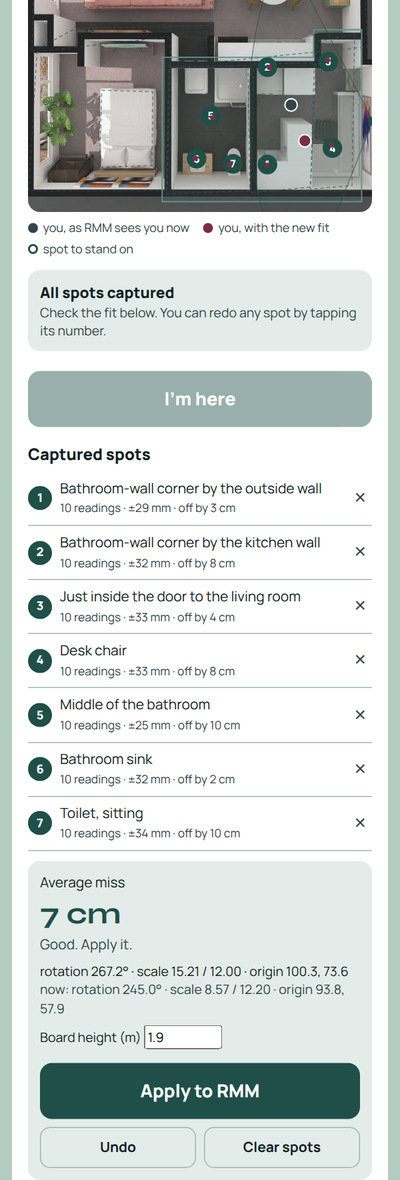 2
3
5
6
7
1
4
you, as RMM sees you now
you, with the new fit
spot to stand on
All spots captured
Check the fit below. You can redo any spot by tapping
its number.
I'm here
Captured spots
1
Bathroom-wall corner by the outside wall
10 readings · ±29 mm · off by 3 cm
×
2
Bathroom-wall corner by the kitchen wall
10 readings · ±32 mm · off by 8 cm
×
3
Just inside the door to the living room
10 readings · ±33 mm · off by 4 cm
×
4
Desk chair
10 readings · ±33 mm · off by 8 cm
×
5
Middle of the bathroom
10 readings · ±25 mm · off by 10 cm
×
6
Bathroom sink
10 readings · ±32 mm · off by 2 cm
×
7
Toilet, sitting
10 readings · ±34 mm · off by 10 cm
×
Average miss
7 cm
Good. Apply it.
rotation 267.2° · scale 15.21 / 12.00 · origin 100.3, 73.6
now: rotation 245.0° · scale 8.57 / 12.20 · origin 93.8,
57.9
Board height (m) 1.9
Apply to RMM
Undo
Clear spots